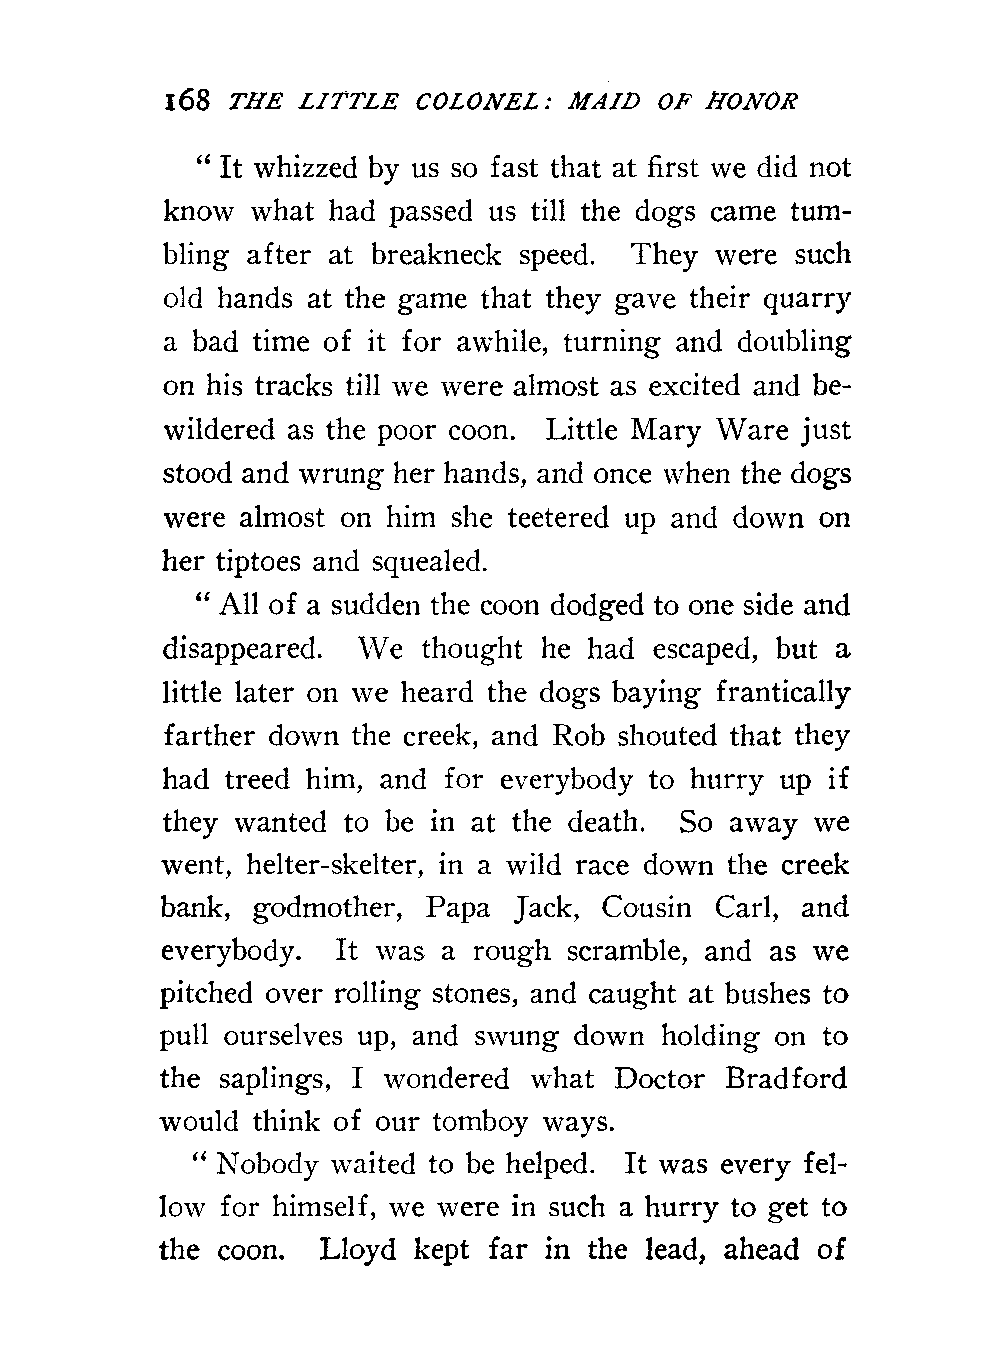 168 THE LITTLE COLONEL: MAID OF HONOR
" It whizzed by us so fast that at first we did not
know what had passed us till the dogs came tum-
bling after at breakneck speed. They were such
old hands at the game that they gave their quarry
a bad time of it for awhile, turning and doubling
on his tracks till we were almost as excited and be-
wildered as the poor coon. Little Mary Ware just
stood and wrung her hands, and once when the dogs
were almost on him she teetered up and down on
her tiptoes and squealed.
" All of a sudden the coon dodged to one side and
disappeared. We thought he had escaped, but a
little later on we heard the dogs baying frantically
farther down the creek, and Rob shouted that they
had treed him, and for everybody to hurry up if
they wanted to be in at the death. So away we
went, helter-skelter, in a wild race down the creek
bank, godmother, Papa Jack, Cousin Carl, and
everybody. It was a rough scramble, and as we
pitched over rolling stones, and caught at bushes to
pull ourselves up, and swung down holding on to
the saplings, I wondered what Doctor Bradford
would think of our tomboy ways.
" Nobody waited to be helped. It was every fel-
low for himself, we were in such a hurry to get to
the coon. Lloyd kept far in the lead, ahead of